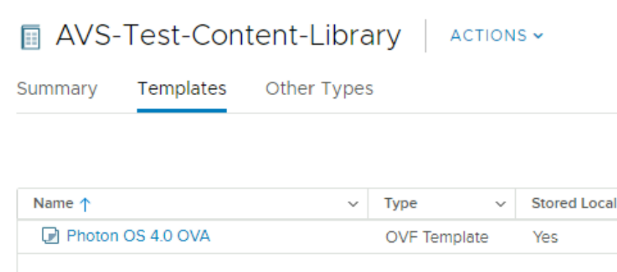 AVS-Test-Content-Library ACTIONS
Summary Templates Other Types
Name Type Stored Local
Photon OS 4.0 OVA OVF Template Yes